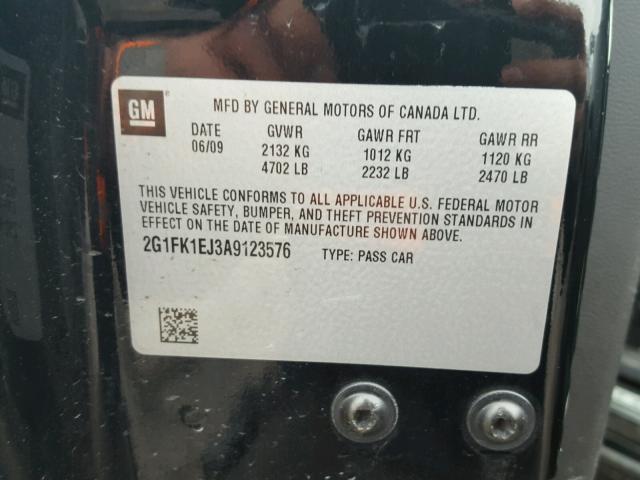 GM
MFD BY GENERAL MOTORS OF CANADA LTD.
DATE GVWR GAWR FRT GAWR RR
06/09 2132 KG 1012 KG 1120 KG
4702 LB 2232 LB 2470 LB
THIS VEHICLE CONFORMS TO ALL APPLICABLE U.S. FEDERAL MOTOR
VEHICLE SAFETY, BUMPER, AND THEFT PREVENTION STANDARDS IN
EFFECT ON THE DATE OF MANUFACTURE SHOWN ABOVE.
2G1FK1EJ3A9123576 TYPE: PASS CAR